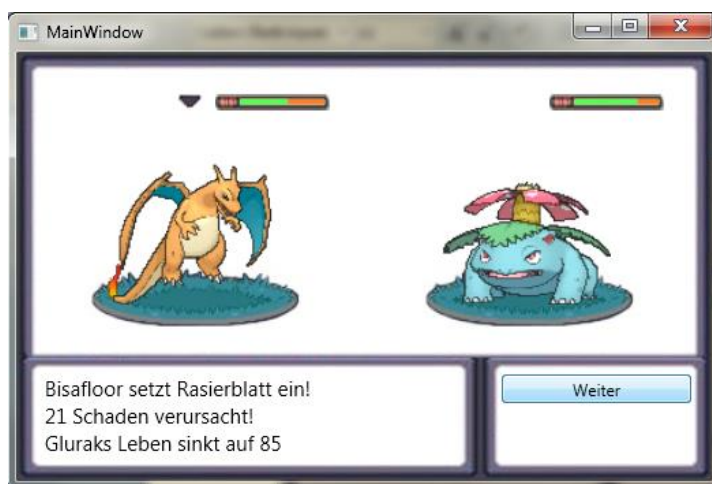 MainWindow
Bisafloor setzt Rasierblatt ein!
21 Schaden verursacht!
Gluraks Leben sinkt auf 85
Weiter